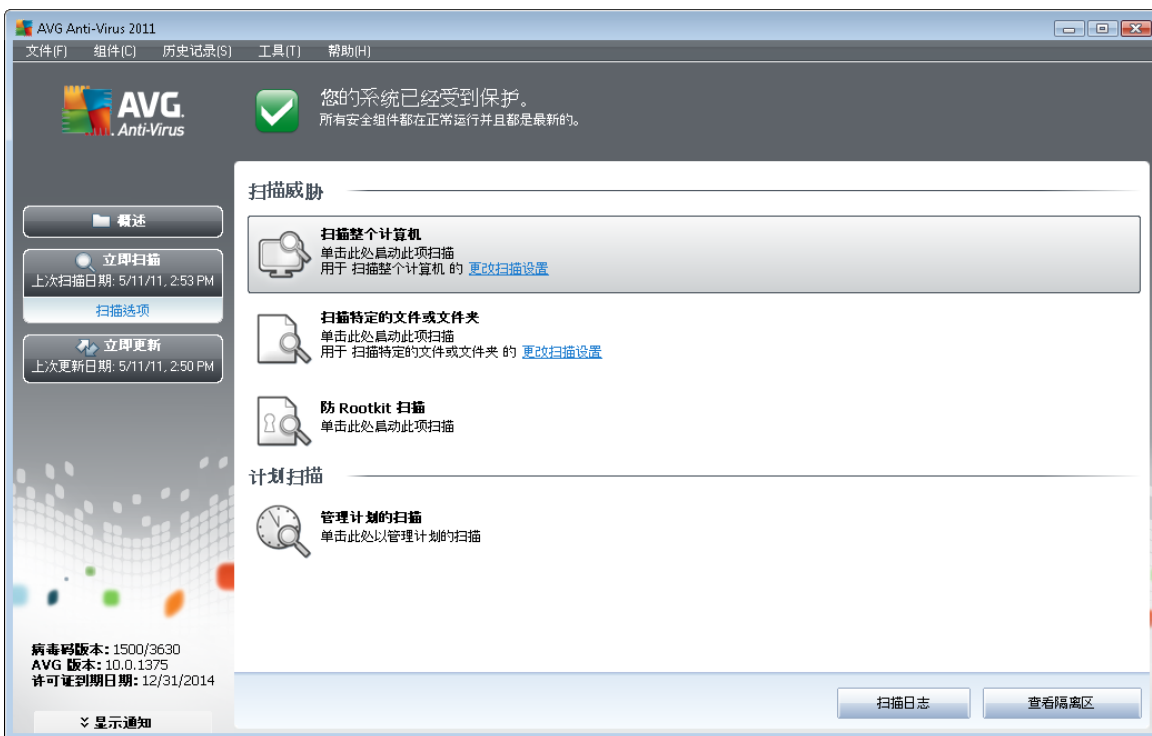 AVG Anti-Virus 2011
文件(F) 组件(C) 历史记录(S) 工具(T) 帮助(H)
AVG.
Anti-Virus
您的系统已经受到保护。
所有安全组件都在正常运行并且都是最新的。
概述
立即扫描
上次扫描日期: 5/11/11, 2:53 PM
扫描选项
立即更新
上次更新日期: 5/11/11, 2:50 PM
扫描威胁
扫描整个计算机
单击此处启动此项扫描
用于 扫描整个计算机 的 更改扫描设置
扫描特定的文件或文件夹
单击此处启动此项扫描
用于 扫描特定的文件或文件夹 的 更改扫描设置
防 Rootkit 扫描
单击此处启动此项扫描
计划扫描
管理计划的扫描
单击此处以管理计划的扫描
病毒码版本: 1500/3630
AVG 版本: 10.0.1375
许可证到期日期: 12/31/2014
显示通知
扫描日志 查看隔离区